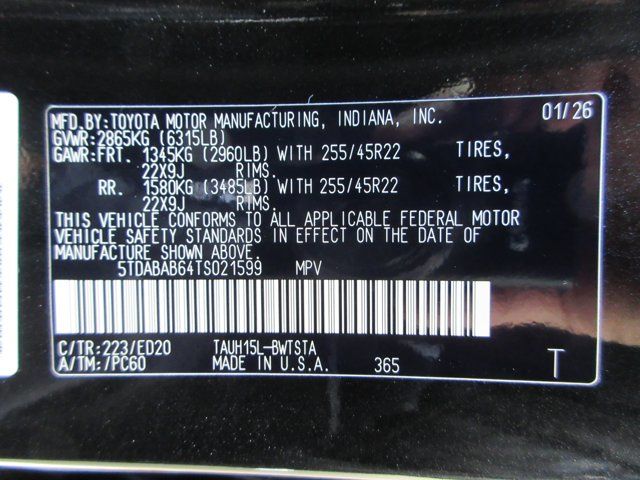 MFD.BY:TOYOTA MOTOR MANUFACTURING, INDIANA, INC. 01/26
GVWR:2865KG (6315LB)
GAWR:FRT. 1345KG (2960LB) WITH 255/45R22 TIRES,
22X9J RIMS.
RR. 1580KG (3485LB) WITH 255/45R22 TIRES,
22X9J RIMS.
THIS VEHICLE CONFORMS TO ALL APPLICABLE FEDERAL MOTOR
VEHICLE SAFETY STANDARDS IN EFFECT ON THE DATE OF
MANUFACTURE SHOWN ABOVE.
5TDABAB64TS021599 MPV
C/TR:223/ED20 TAUH15L-BWTSTA
A/TM:/PC60 MADE IN U.S.A. 365 T